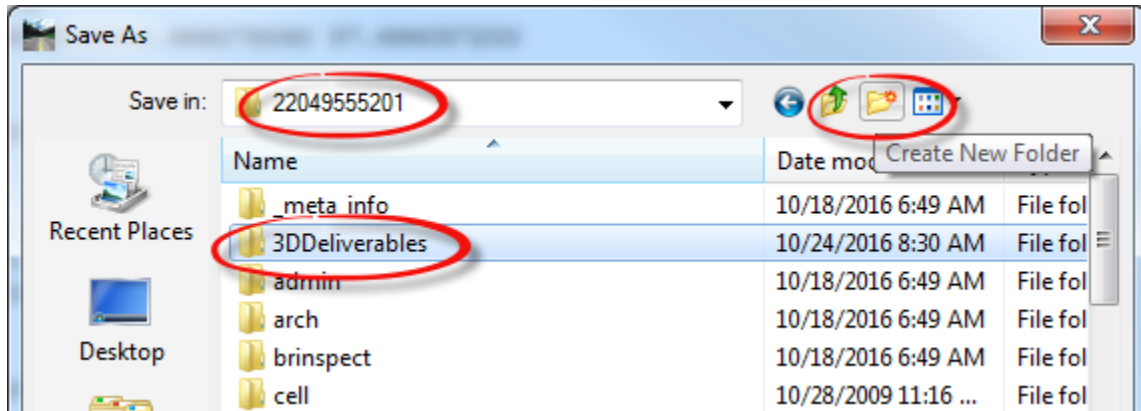 Save As
Save in: 22049555201
Name Date mod
Create New Folder
_meta_info 10/18/2016 6:49 AM File fol
Recent Places
3DDeliverables 10/24/2016 8:30 AM File fol
admin 10/18/2016 6:49 AM File fol
arch 10/18/2016 6:49 AM File fol
Desktop
brinspect 10/18/2016 6:49 AM File fol
cell 10/28/2009 11:16 ... File fol